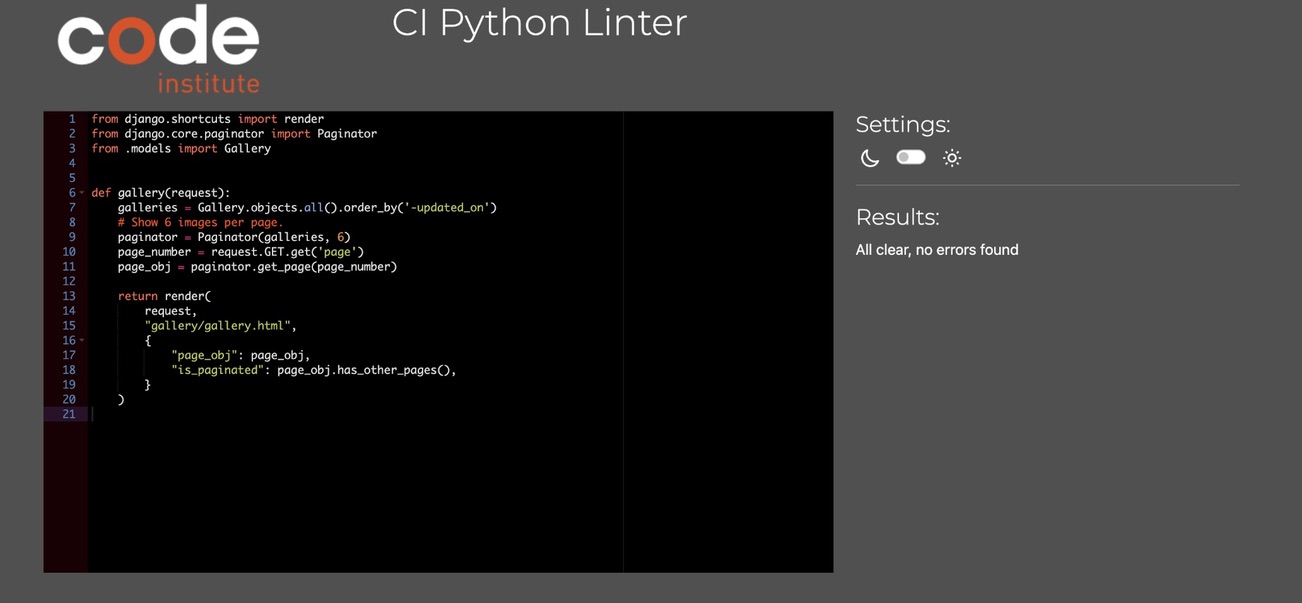 code
institute
CI Python Linter
1 from django.shortcuts import render
2 from django.core.paginator import Paginator
3 from .models import Gallery
4
5
6 def gallery(request):
7     galleries = Gallery.objects.all().order_by('-updated_on')
8     # Show 6 images per page.
9     paginator = Paginator(galleries, 6)
10     page_number = request.GET.get('page')
11     page_obj = paginator.get_page(page_number)
12
13     return render(
14         request,
15         "gallery/gallery.html",
16         {
17             "page_obj": page_obj,
18             "is_paginated": page_obj.has_other_pages(),
19         }
20     )
21
Settings:
Results:
All clear, no errors found